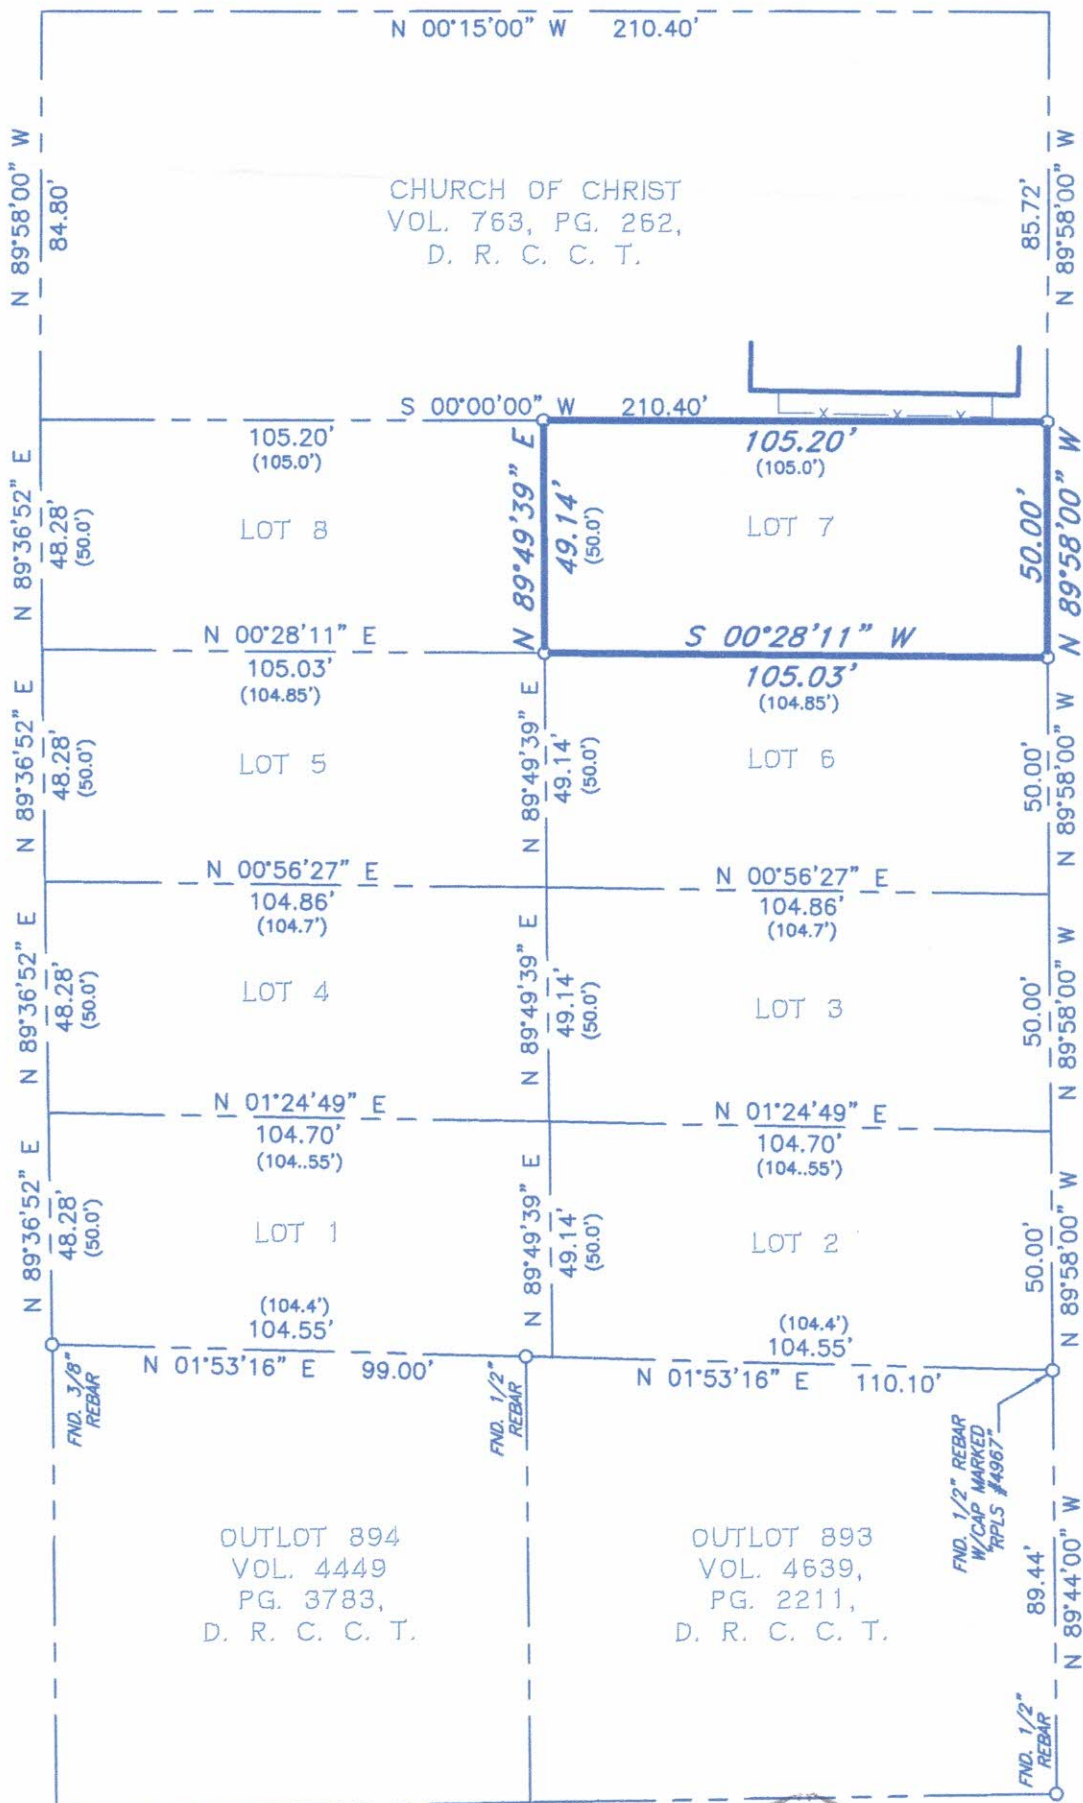 N 00°15'00" W 210.40'
N 89°58'00" W
84.80'
CHURCH OF CHRIST
VOL. 763, PG. 262,
D. R. C. C. T.
85.72'
N 89°58'00" W
S 00°00'00" W 210.40'
x x x
105.20'
(105.0')
105.20'
(105.0')
N 89°36'52" E
48.28'
(50.0')
LOT 8
N 89°49'39" E
49.14'
(50.0')
LOT 7
50.00'
N 89°58'00" W
N 00°28'11" E
105.03'
(104.85')
S 00°28'11" W
105.03'
(104.85')
N 89°36'52" E
48.28'
(50.0')
LOT 5
N 89°49'39" E
49.14'
(50.0')
LOT 6
50.00'
N 89°58'00" W
N 00°56'27" E
104.86'
(104.7')
N 00°56'27" E
104.86'
(104.7')
N 89°36'52" E
48.28'
(50.0')
LOT 4
N 89°49'39" E
49.14'
(50.0')
LOT 3
50.00'
N 89°58'00" W
N 01°24'49" E
104.70'
(104..55')
N 01°24'49" E
104.70'
(104..55')
N 89°36'52" E
48.28'
(50.0')
LOT 1
N 89°49'39" E
49.14'
(50.0')
LOT 2
50.00'
N 89°58'00" W
(104.4')
104.55'
(104.4')
104.55'
N 01°53'16" E 99.00'
N 01°53'16" E 110.10'
FND. 3/8"
REBAR
FND. 1/2"
REBAR
FND. 1/2" REBAR
W/CAP MARKED
"RPLS #4967"
OUTLOT 894
VOL. 4449
PG. 3783,
D. R. C. C. T.
OUTLOT 893
VOL. 4639,
PG. 2211,
D. R. C. C. T.
89.44'
N 89°44'00" W
FND. 1/2"
REBAR